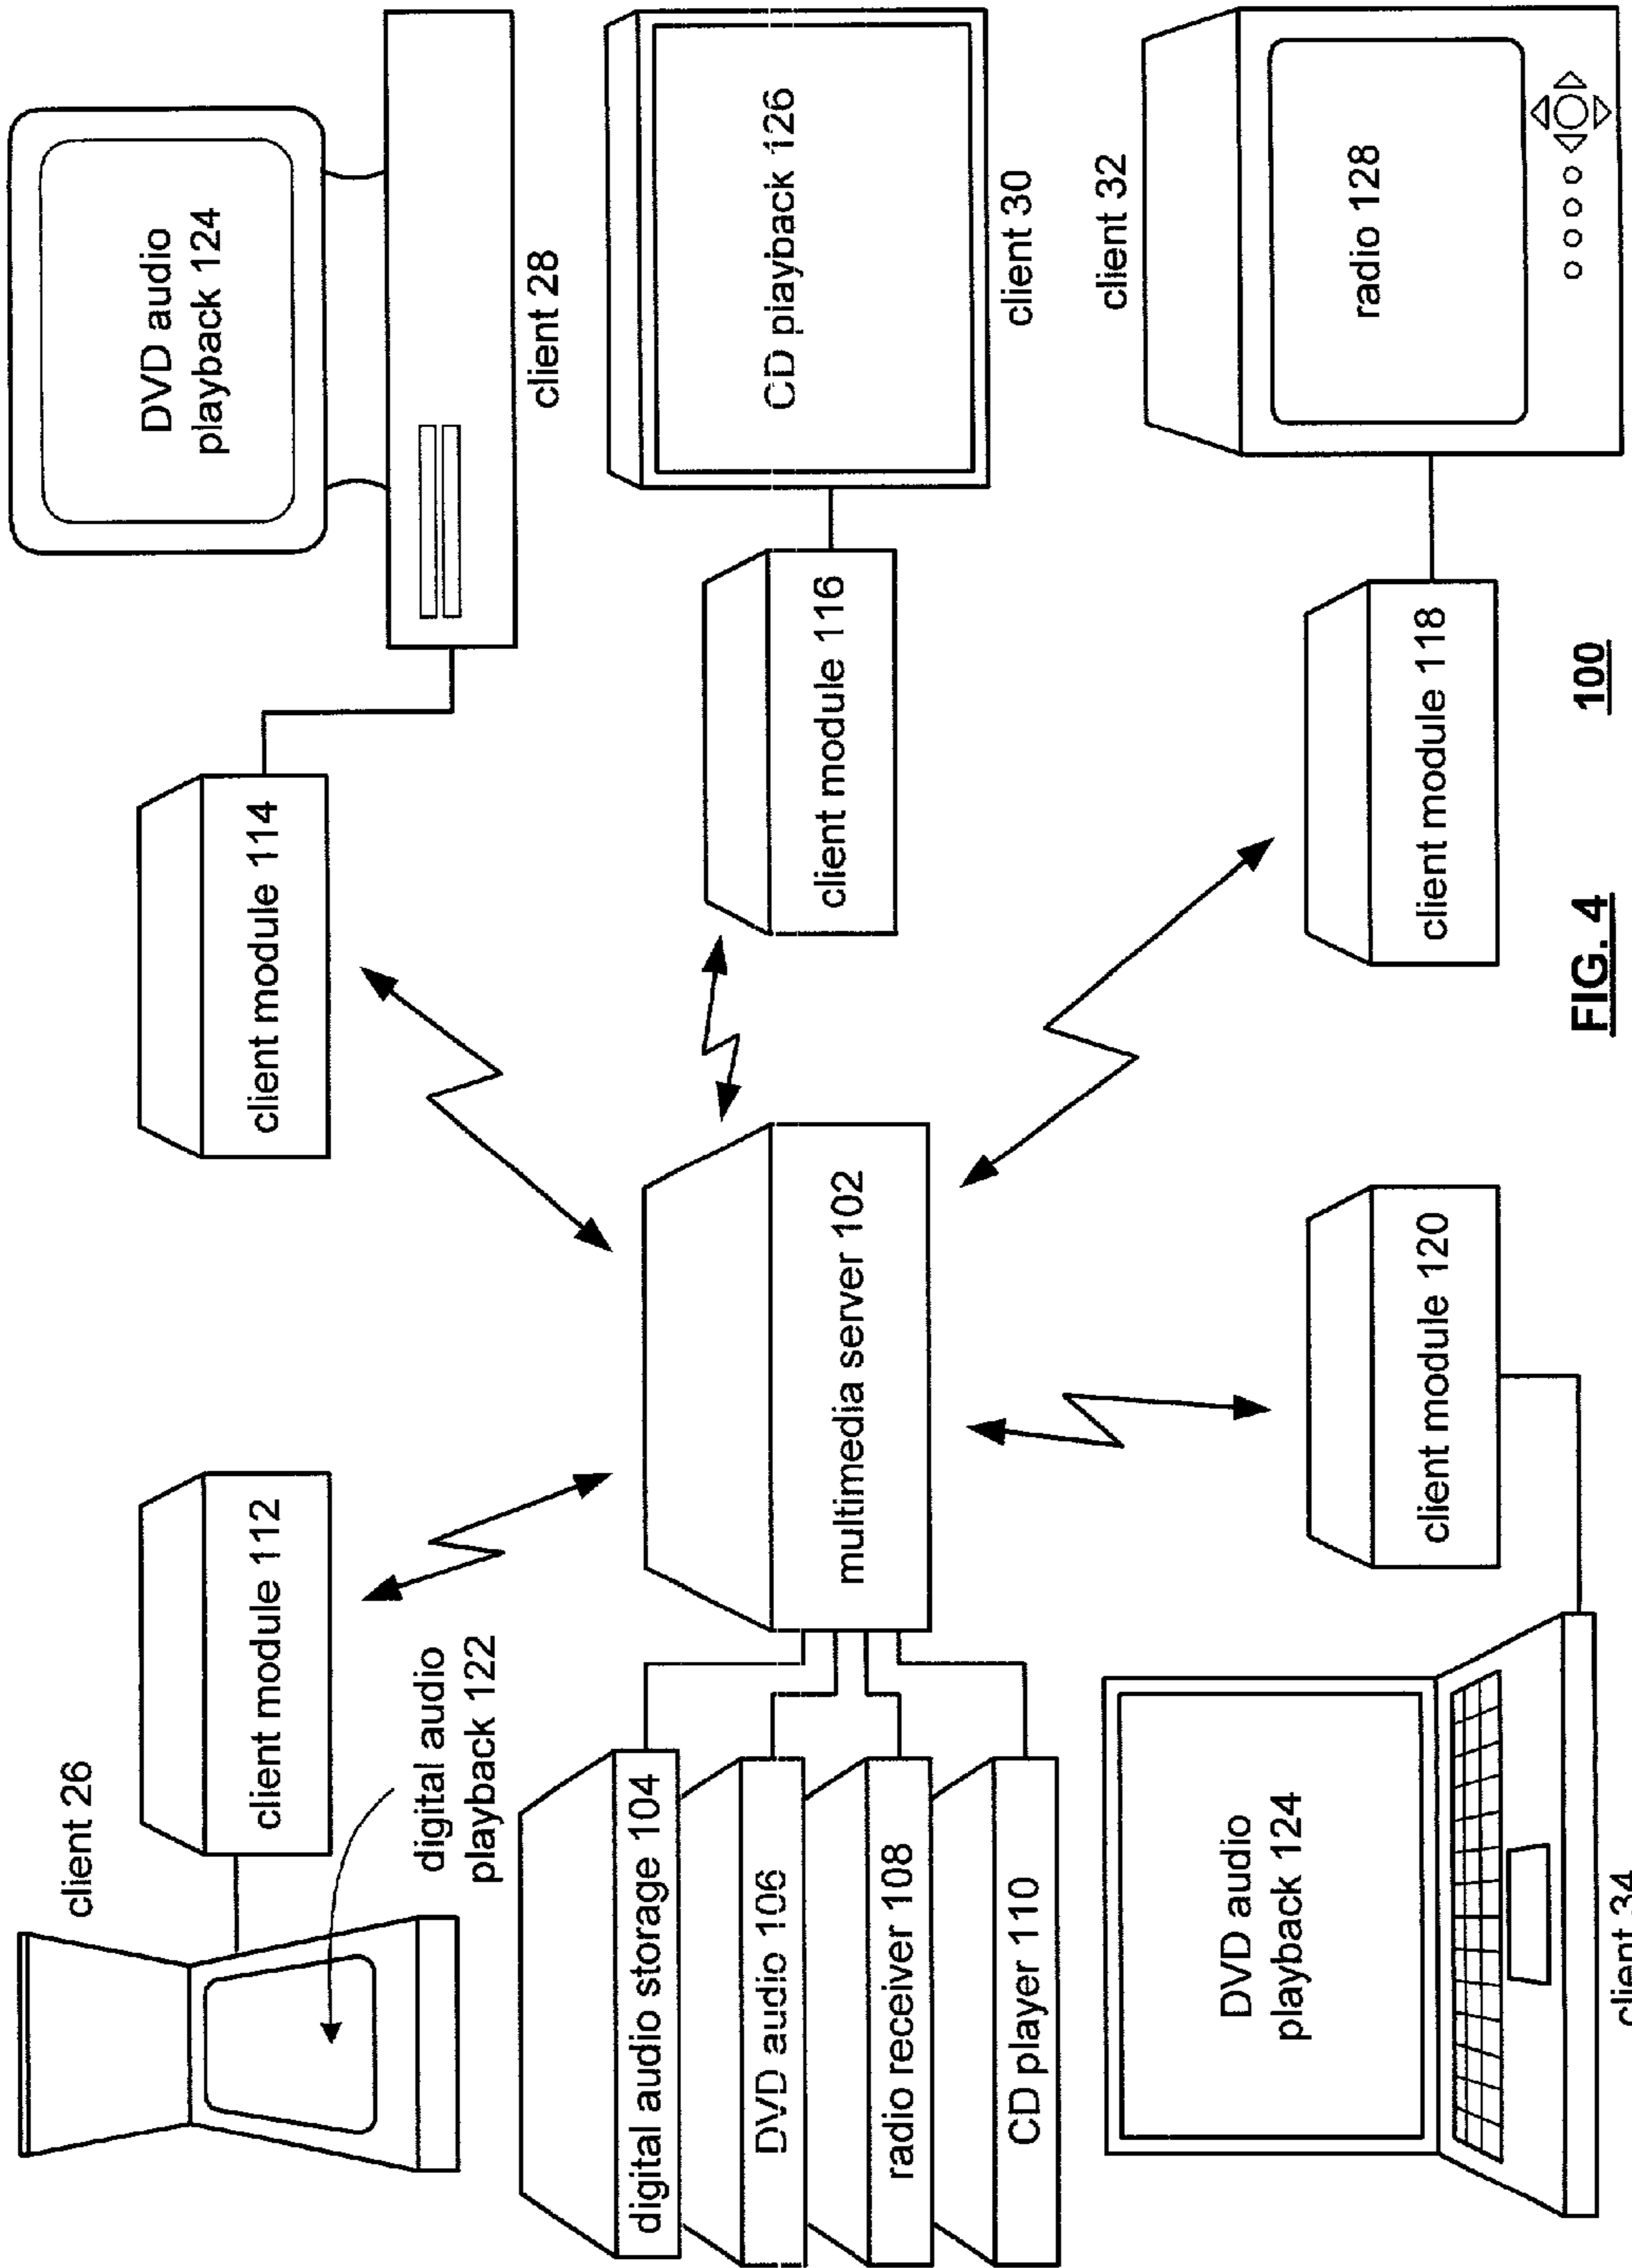 client 26
client module 112
digital audio
playback 122
client module 114
DVD audio
playback 124
client 28
digital audio storage 104
DVD audio 106
radio receiver 108
CD player 110
multimedia server 102
client module 116
CD playback 126
client 30
DVD audio
playback 124
client 34
client module 120
client module 118
client 32
radio 128
FIG. 4
100